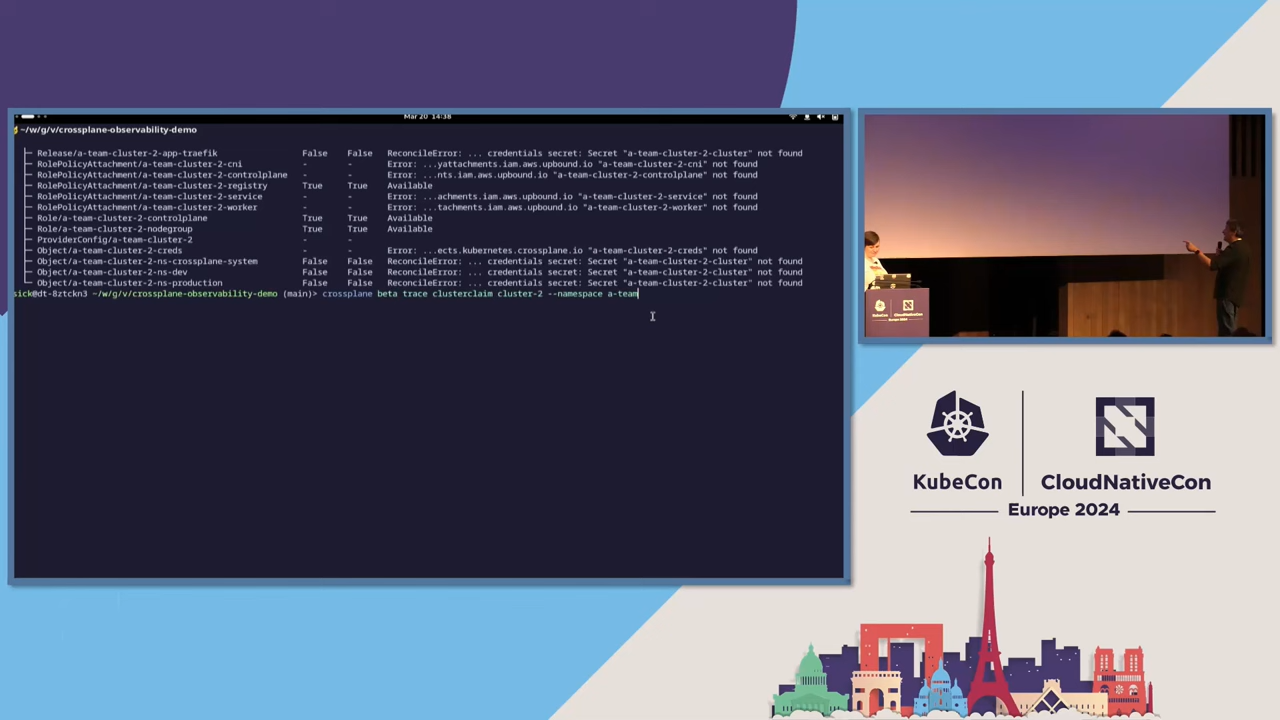 Mar 20 14:38
~/w/g/v/crossplane-observability-demo
├─ Release/a-team-cluster-2-app-traefik False False ReconcileError: ... credentials secret: Secret "a-team-cluster-2-cluster" not found
├─ RolePolicyAttachment/a-team-cluster-2-cni - - Error: ...yattachments.iam.aws.upbound.io "a-team-cluster-2-cni" not found
├─ RolePolicyAttachment/a-team-cluster-2-controlplane - - Error: ...nts.iam.aws.upbound.io "a-team-cluster-2-controlplane" not found
├─ RolePolicyAttachment/a-team-cluster-2-registry True True Available
├─ RolePolicyAttachment/a-team-cluster-2-service - - Error: ...achments.iam.aws.upbound.io "a-team-cluster-2-service" not found
├─ RolePolicyAttachment/a-team-cluster-2-worker - - Error: ...tachments.iam.aws.upbound.io "a-team-cluster-2-worker" not found
├─ Role/a-team-cluster-2-controlplane True True Available
├─ Role/a-team-cluster-2-nodegroup True True Available
├─ ProviderConfig/a-team-cluster-2 - -
├─ Object/a-team-cluster-2-creds - - Error: ...ects.kubernetes.crossplane.io "a-team-cluster-2-creds" not found
├─ Object/a-team-cluster-2-ns-crossplane-system False False ReconcileError: ... credentials secret: Secret "a-team-cluster-2-cluster" not found
├─ Object/a-team-cluster-2-ns-dev False False ReconcileError: ... credentials secret: Secret "a-team-cluster-2-cluster" not found
└─ Object/a-team-cluster-2-ns-production False False ReconcileError: ... credentials secret: Secret "a-team-cluster-2-cluster" not found
sick@dt-8ztckn3 ~/w/g/v/crossplane-observability-demo (main)> crossplane beta trace clusterclaim cluster-2 --namespace a-team
KubeCon
CloudNativeCon
Europe 2024